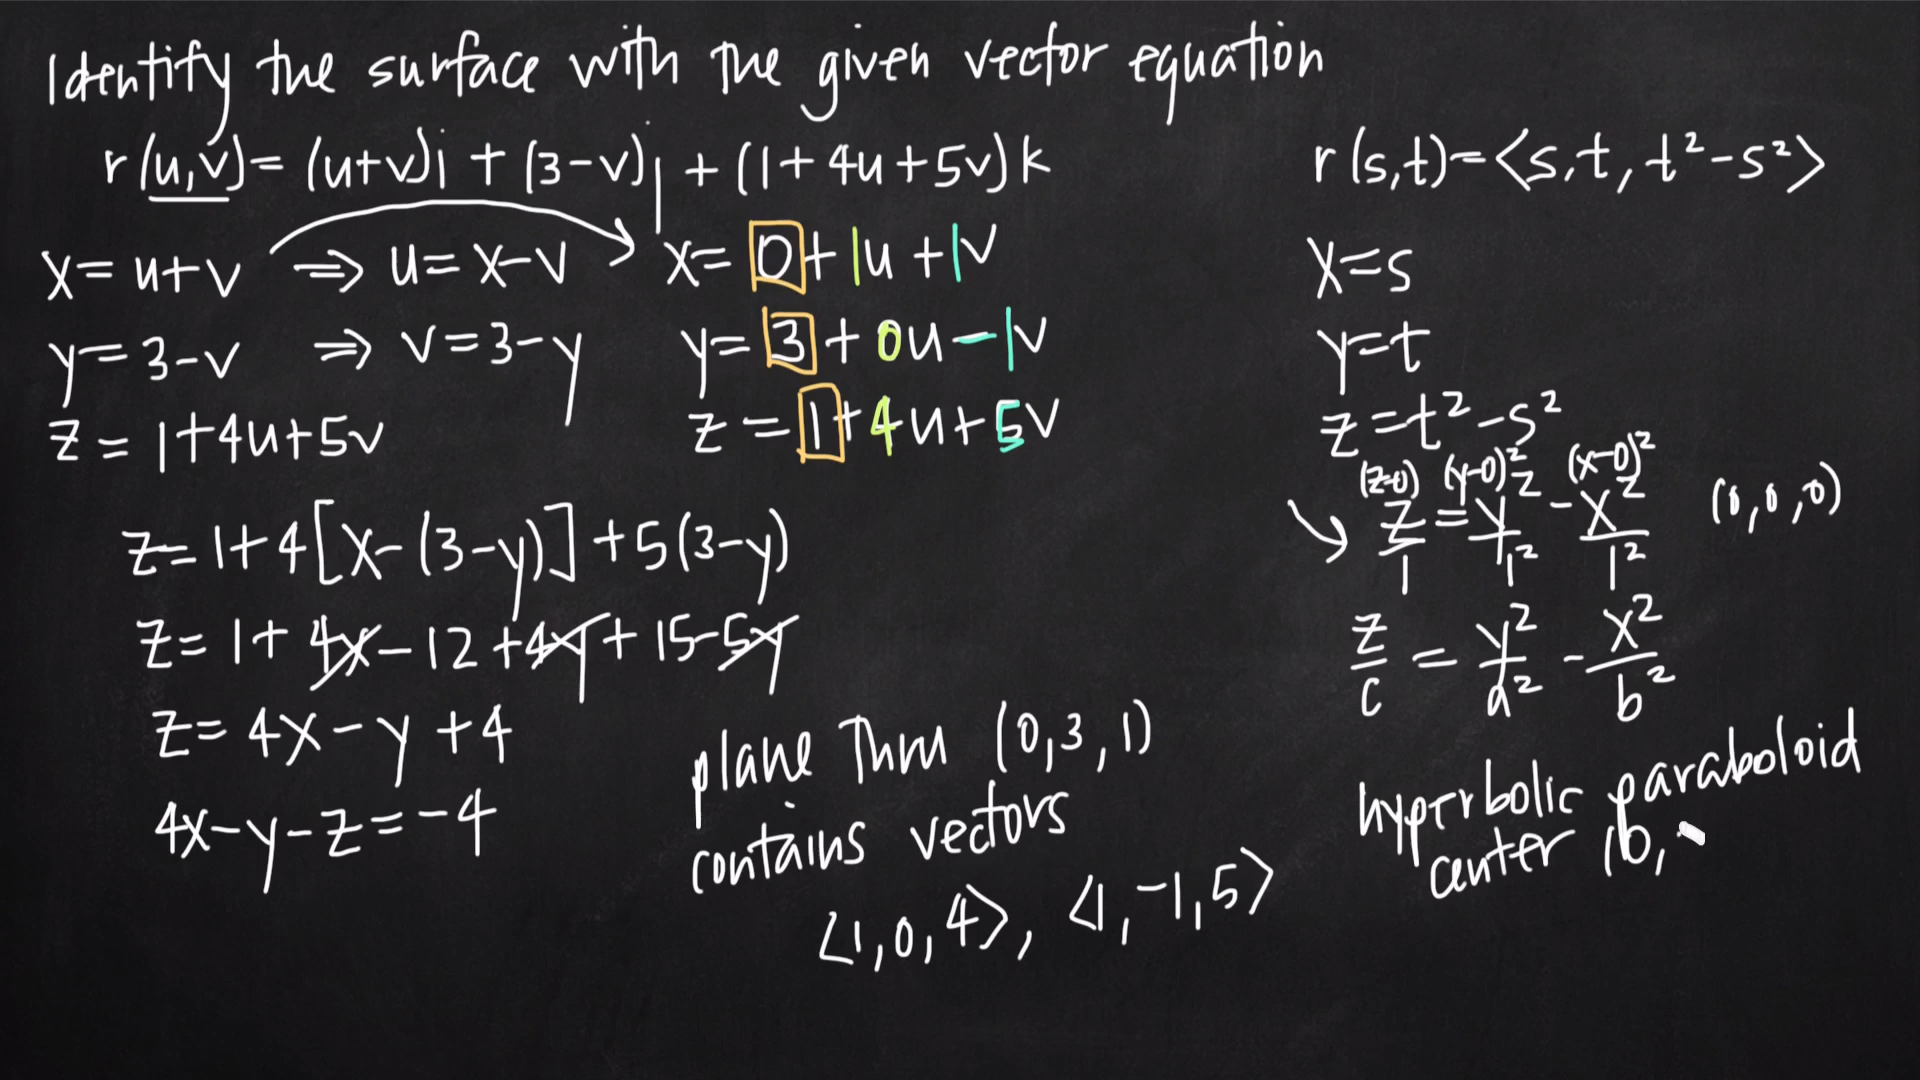 Identify the surface with the given vector equation
r(u,v)=(u+v)i+(3-v)j+(1+4u+5v)k
x=u+v ⇒ u=x-v
y=3-v ⇒ v=3-y
z=1+4u+5v
x=0+1u+1v
y=3+0u-1v
z=1+4u+5v
z=1+4[x-(3-y)]+5(3-y)
z=1+4x-12+4y+15-5y
z=4x-y+4
4x-y-z=-4
plane thru (0,3,1)
contains vectors
<1,0,4>, <1,-1,5>
r(s,t)=<s,t,t²-s²>
x=s
y=t
z=t²-s²
(z-0) (y-0)² (x-0)²
z/1=y²/1²-x²/1² (0,0,0)
z/c=y²/a²-x²/b²
hyperbolic paraboloid
center (0,